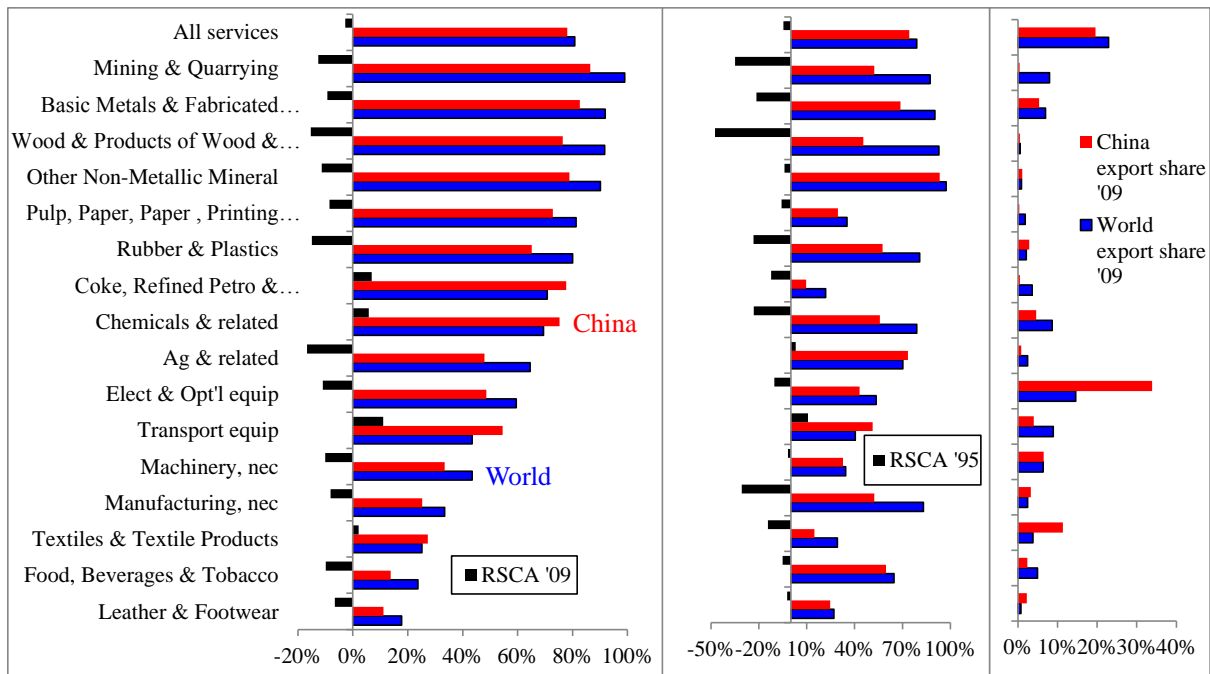 All services
Mining & Quarrying
Basic Metals & Fabricated…
Wood & Products of Wood &…
Other Non-Metallic Mineral
Pulp, Paper, Paper , Printing…
Rubber & Plastics
Coke, Refined Petro &…
Chemicals & related
Ag & related
Elect & Opt'l equip
Transport equip
Machinery, nec
Manufacturing, nec
Textiles & Textile Products
Food, Beverages & Tobacco
Leather & Footwear
China
World
RSCA '09
-20% 0% 20% 40% 60% 80% 100%
RSCA '95
-50% -20% 10% 40% 70% 100%
China
export share
'09
World
export share
'09
0% 10% 20% 30% 40%